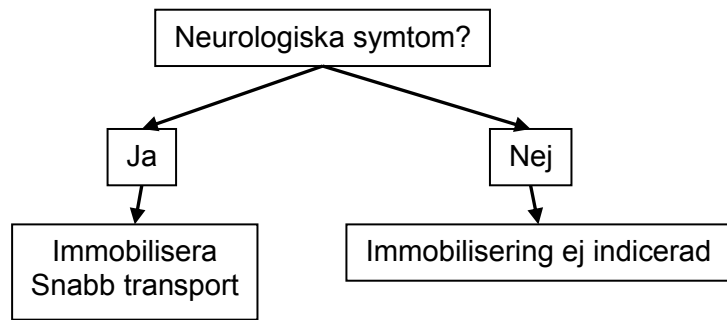 Neurologiska symtom?
Ja
Nej
Immobilisera
Snabb transport
Immobilisering ej indicerad